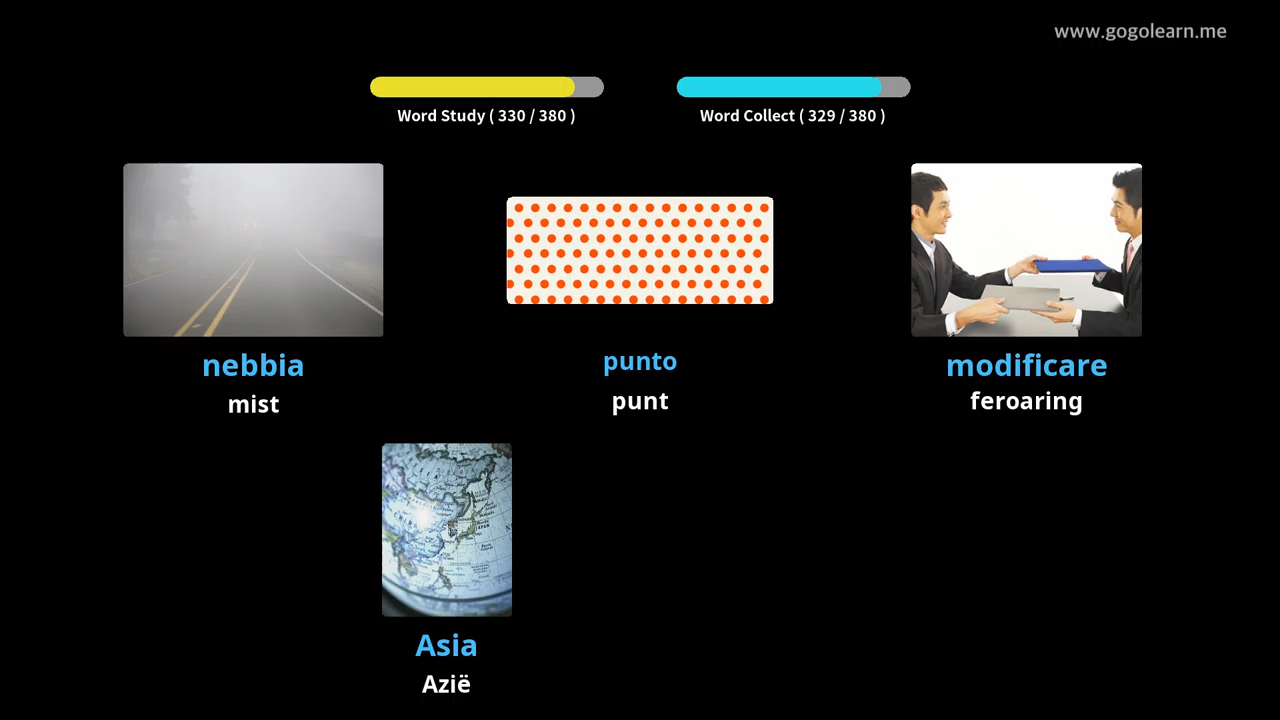 www.gogolearn.me
Word Study ( 330 / 380 )
Word Collect ( 329 / 380 )
nebbia
mist
punto
punt
modificare
feroaring
JAPAN
Asia
Azië